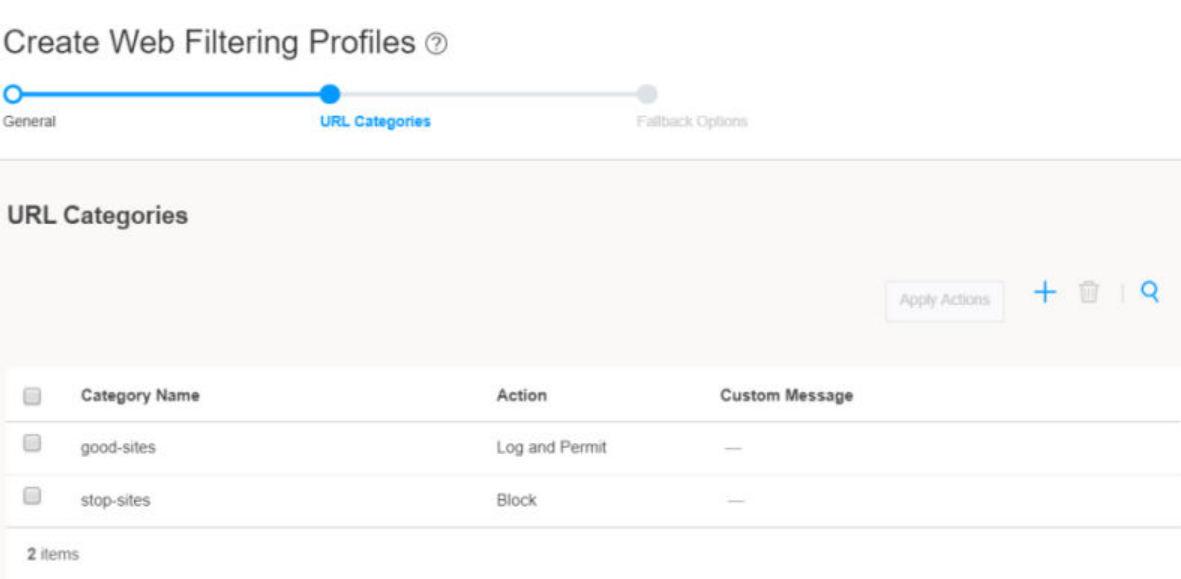 Create Web Filtering Profiles ?
General URL Categories Fallback Options
URL Categories
Apply Actions
Category Name Action Custom Message
good-sites Log and Permit —
stop-sites Block —
2 items